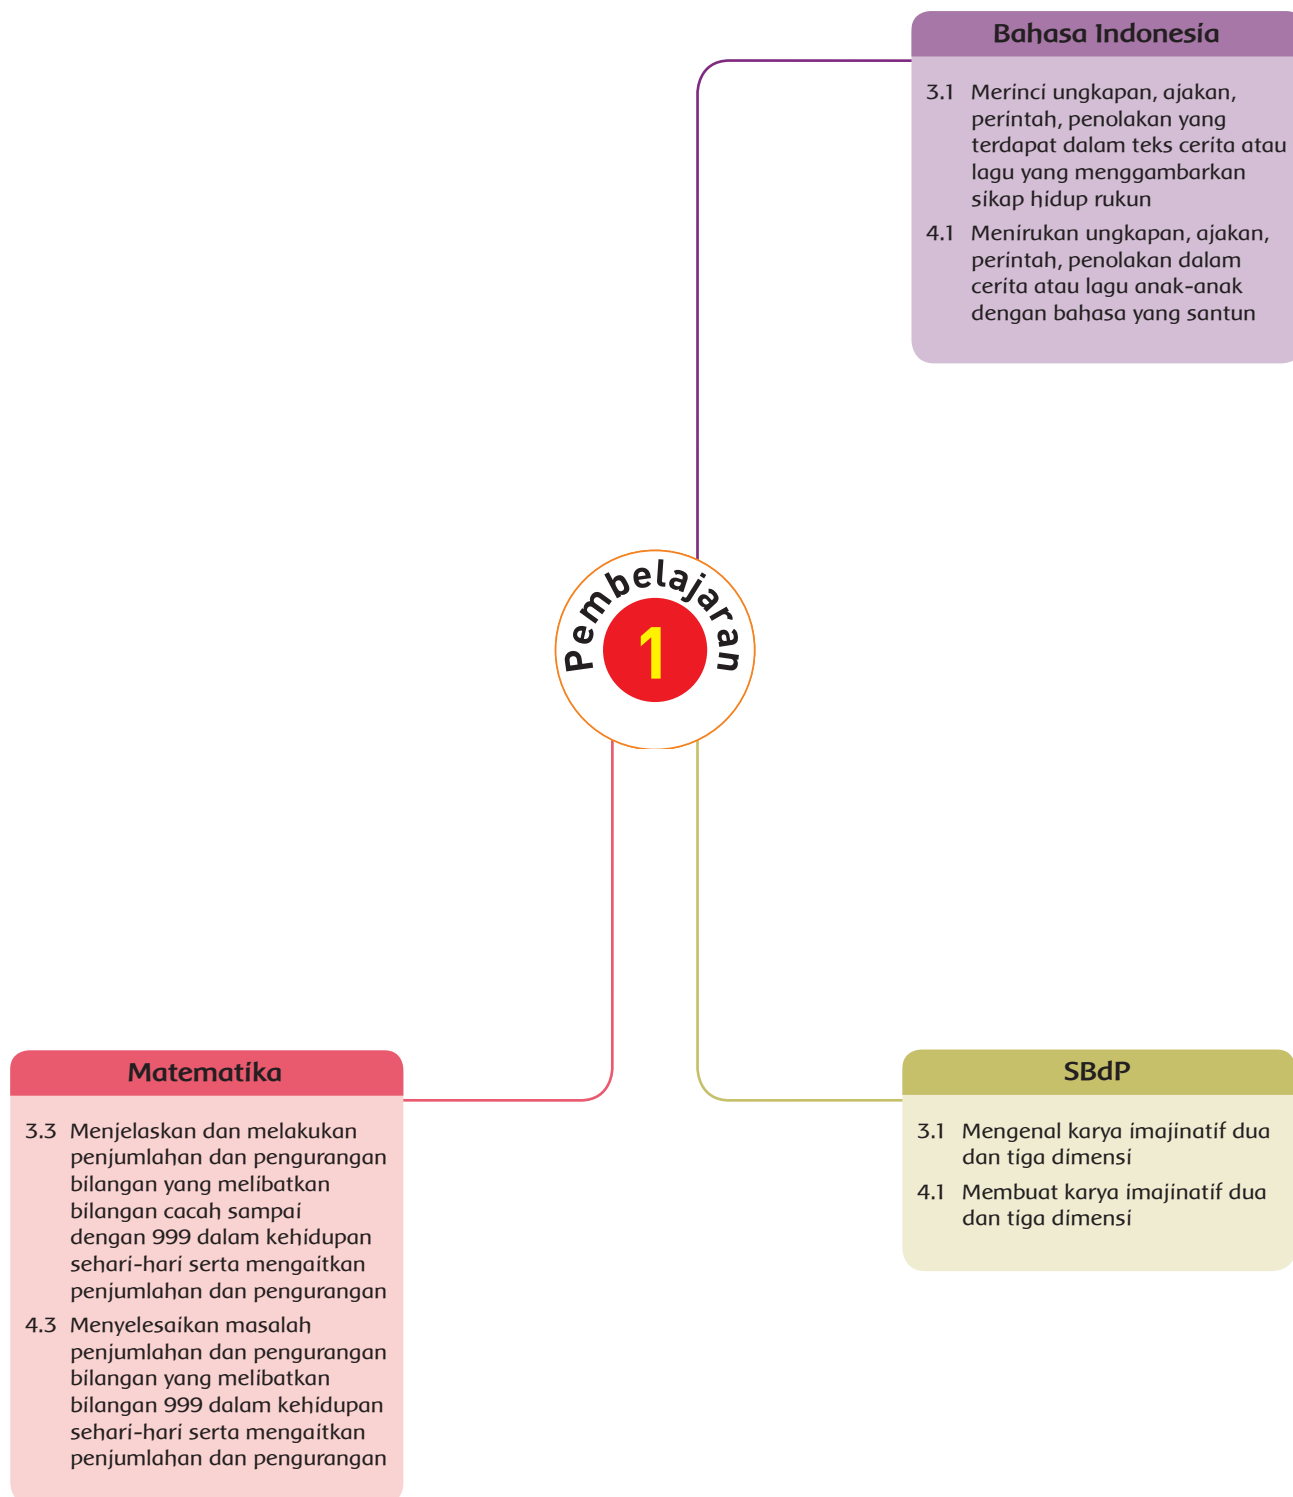 Bahasa Indonesia
3.1 Merinci ungkapan, ajakan,
perintah, penolakan yang
terdapat dalam teks cerita atau
lagu yang menggambarkan
sikap hidup rukun
4.1 Menirukan ungkapan, ajakan,
perintah, penolakan dalam
cerita atau lagu anak-anak
dengan bahasa yang santun
Pembelajaran
1
Matematika
3.3 Menjelaskan dan melakukan
penjumlahan dan pengurangan
bilangan yang melibatkan
bilangan cacah sampai
dengan 999 dalam kehidupan
sehari-hari serta mengaitkan
penjumlahan dan pengurangan
4.3 Menyelesaikan masalah
penjumlahan dan pengurangan
bilangan yang melibatkan
bilangan 999 dalam kehidupan
sehari-hari serta mengaitkan
penjumlahan dan pengurangan
SBdP
3.1 Mengenal karya imajinatif dua
dan tiga dimensi
4.1 Membuat karya imajinatif dua
dan tiga dimensi